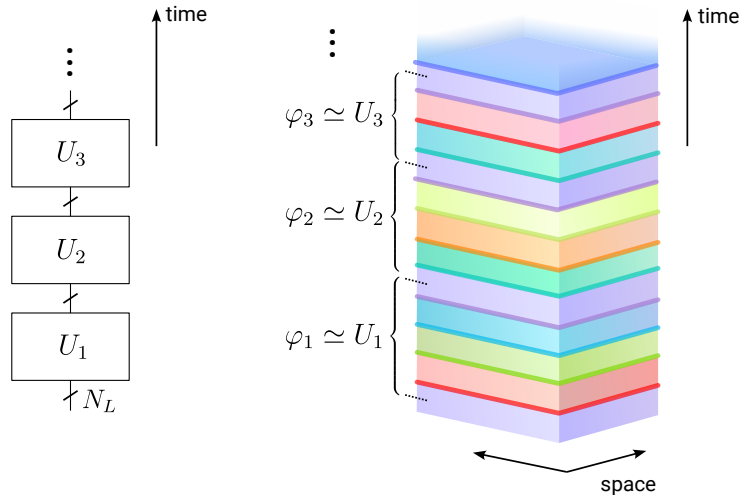 time
U₃
U₂
U₁
N_L
time
φ₃ ≃ U₃
φ₂ ≃ U₂
φ₁ ≃ U₁
space